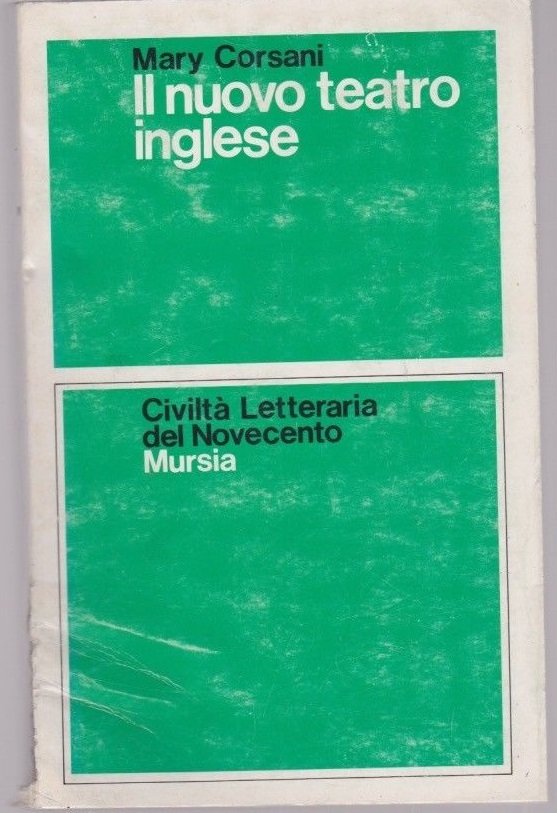 Mary Corsani
Il nuovo teatro
inglese
Civiltà Letteraria
del Novecento
Mursia